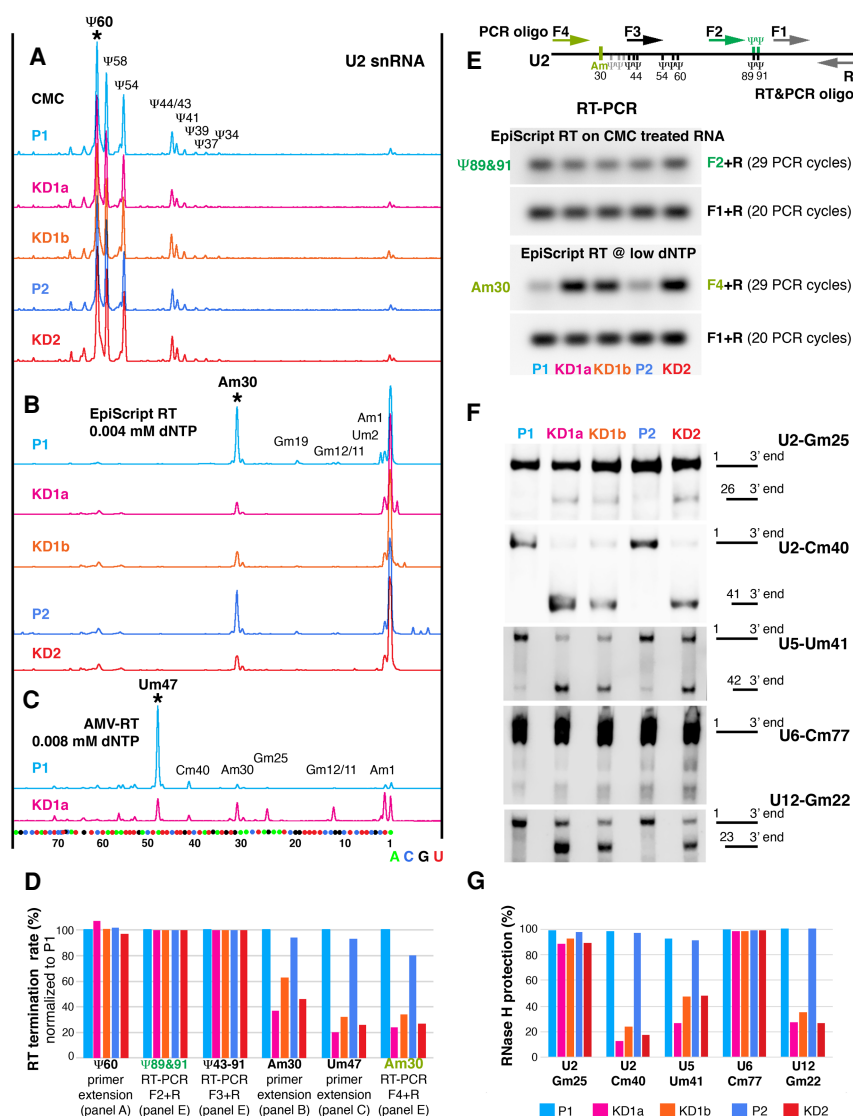 Ψ60
*
A
U2 snRNA
Ψ58
Ψ54
CMC
Ψ44/43
Ψ41
Ψ39
Ψ37
Ψ34
P1
KD1a
KD1b
P2
KD2
B
Am30
*
EpiScript RT
0.004 mM dNTP
Am1
Um2
Gm19
Gm12/11
P1
KD1a
KD1b
P2
KD2
C
Um47
*
AMV-RT
0.008 mM dNTP
P1
Cm40
Am30
Gm25
Gm12/11
Am1
KD1a
70 60 50 40 30 20 10 1
A C G U
D
RT termination rate (%)
normalized to P1
100
80
60
40
20
0
Ψ60
primer
extension
(panel A)
Ψ89&91
RT-PCR
F2+R
(panel E)
Ψ43-91
RT-PCR
F3+R
(panel E)
Am30
primer
extension
(panel B)
Um47
primer
extension
(panel C)
Am30
RT-PCR
F4+R
(panel E)
E
PCR oligo F4 F3 F2 F1
U2
ΨΨ
Am ΨΨΨΨ ΨΨΨ ΨΨ
30 44 54 60 89 91
R
RT&PCR oligo
RT-PCR
EpiScript RT on CMC treated RNA
Ψ89&91
F2+R (29 PCR cycles)
F1+R (20 PCR cycles)
EpiScript RT @ low dNTP
Am30
F4+R (29 PCR cycles)
F1+R (20 PCR cycles)
P1 KD1a KD1b P2 KD2
F
P1 KD1a KD1b P2 KD2
U2-Gm25
1 3' end
26 3' end
U2-Cm40
1 3' end
41 3' end
U5-Um41
1 3' end
42 3' end
U6-Cm77
1 3' end
U12-Gm22
1 3' end
23 3' end
G
RNase H protection (%)
100
80
60
40
20
0
U2
Gm25
U2
Cm40
U5
Um41
U6
Cm77
U12
Gm22
P1 KD1a KD1b P2 KD2